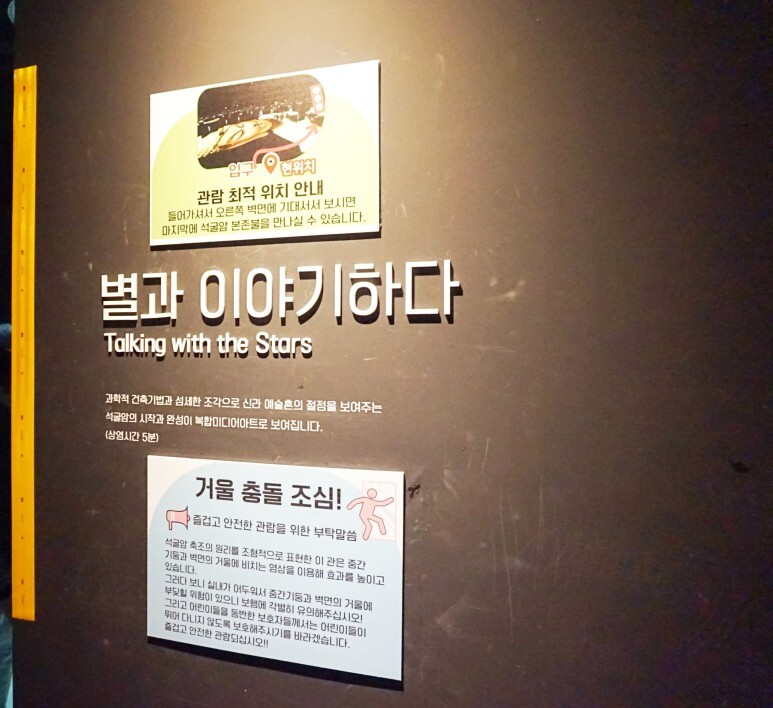 입구 현위치
관람 최적 위치 안내
들어가셔서 오른쪽 벽면에 기대서서 보시면
마지막에 석굴암 본존불을 만나실 수 있습니다.
별과 이야기하다
Talking with the Stars
과학적 건축기법과 섬세한 조각으로 신라 예술혼의 절정을 보여주는
석굴암의 시작과 완성이 복합미디어아트로 보여집니다.
(상영시간 5분)
거울 충돌 조심!
즐겁고 안전한 관람을 위한 부탁말씀
석굴암 축조의 원리를 조형적으로 표현한 이 관은 중간
기둥과 벽면의 거울에 비치는 영상을 이용해 효과를 높이고
있습니다.
그러다 보니 실내가 어두워서 중간기둥과 벽면의 거울에
부딪힐 위험이 있으니 보행에 각별히 유의해주십시오!
그리고 어린이들을 동반한 보호자들께서는 어린이들이
뛰어 다니지 않도록 보호해주시기를 바라겠습니다.
즐겁고 안전한 관람되십시오!!